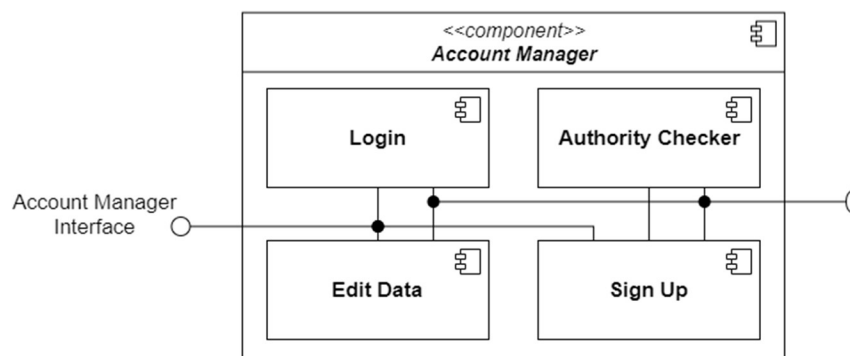 <<component>>
Account Manager
Login
Authority Checker
Account Manager
Interface
Edit Data
Sign Up